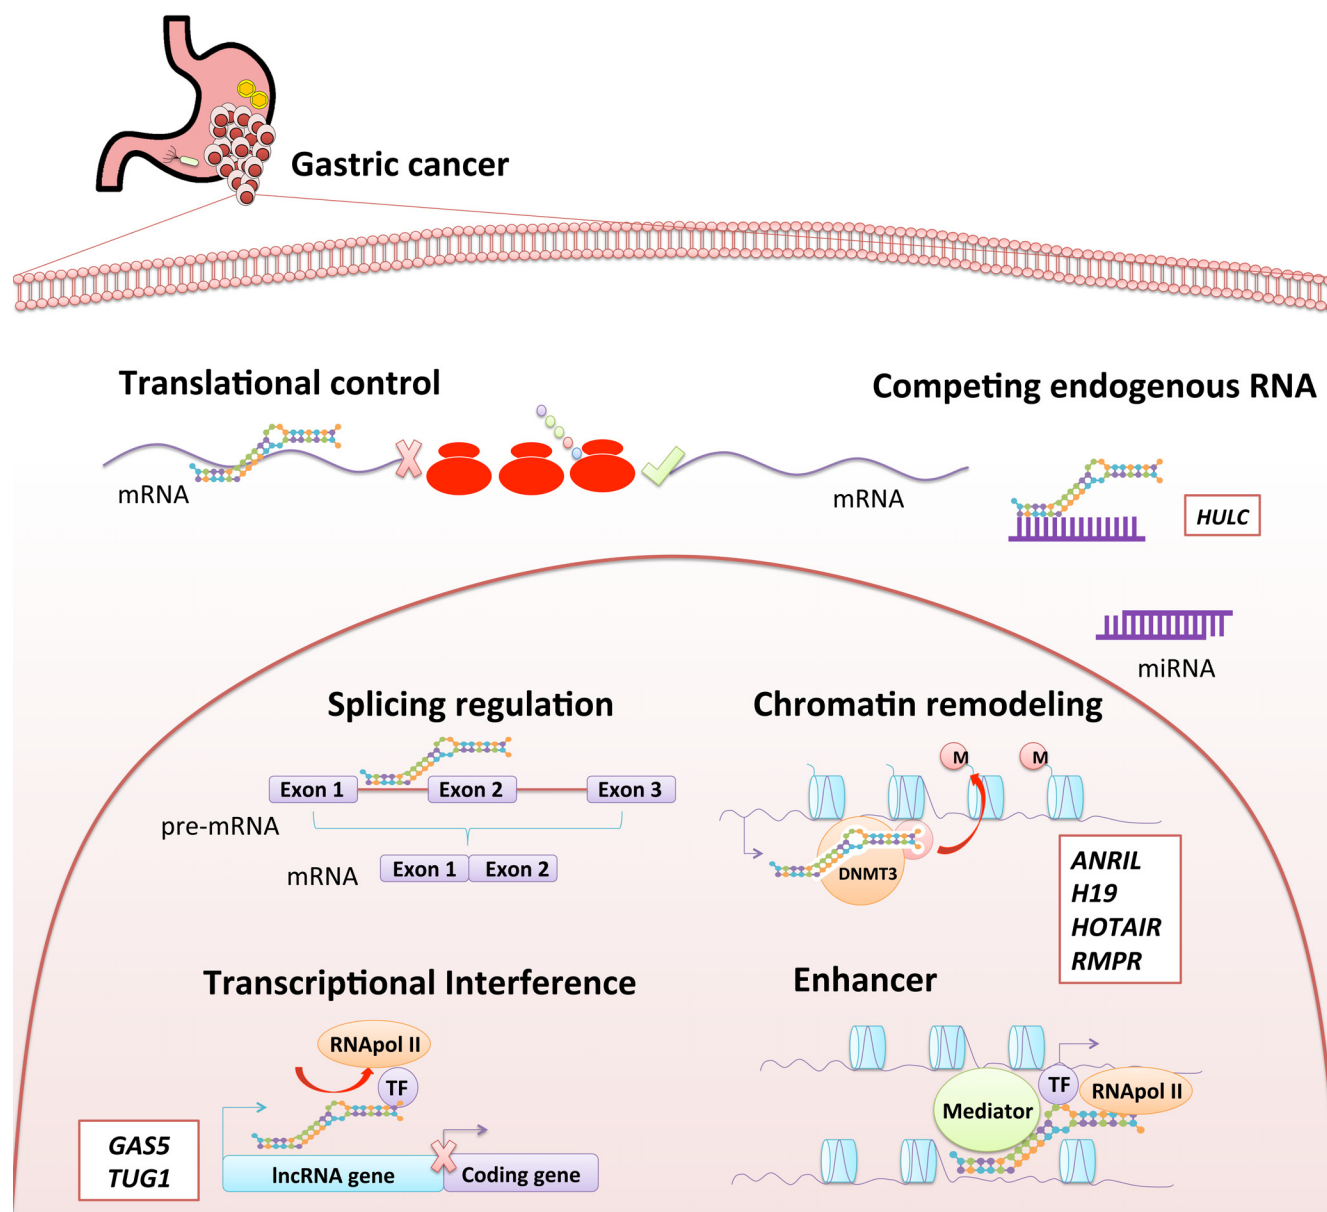 Gastric cancer
Translational control
Competing endogenous RNA
mRNA
mRNA
HULC
miRNA
Splicing regulation
Exon 1
Exon 2
Exon 3
pre-mRNA
mRNA
Exon 1
Exon 2
Chromatin remodeling
M
M
DNMT3
ANRIL
H19
HOTAIR
RMPR
Transcriptional Interference
RNApol II
TF
GAS5
TUG1
lncRNA gene
Coding gene
Enhancer
Mediator
TF
RNApol II